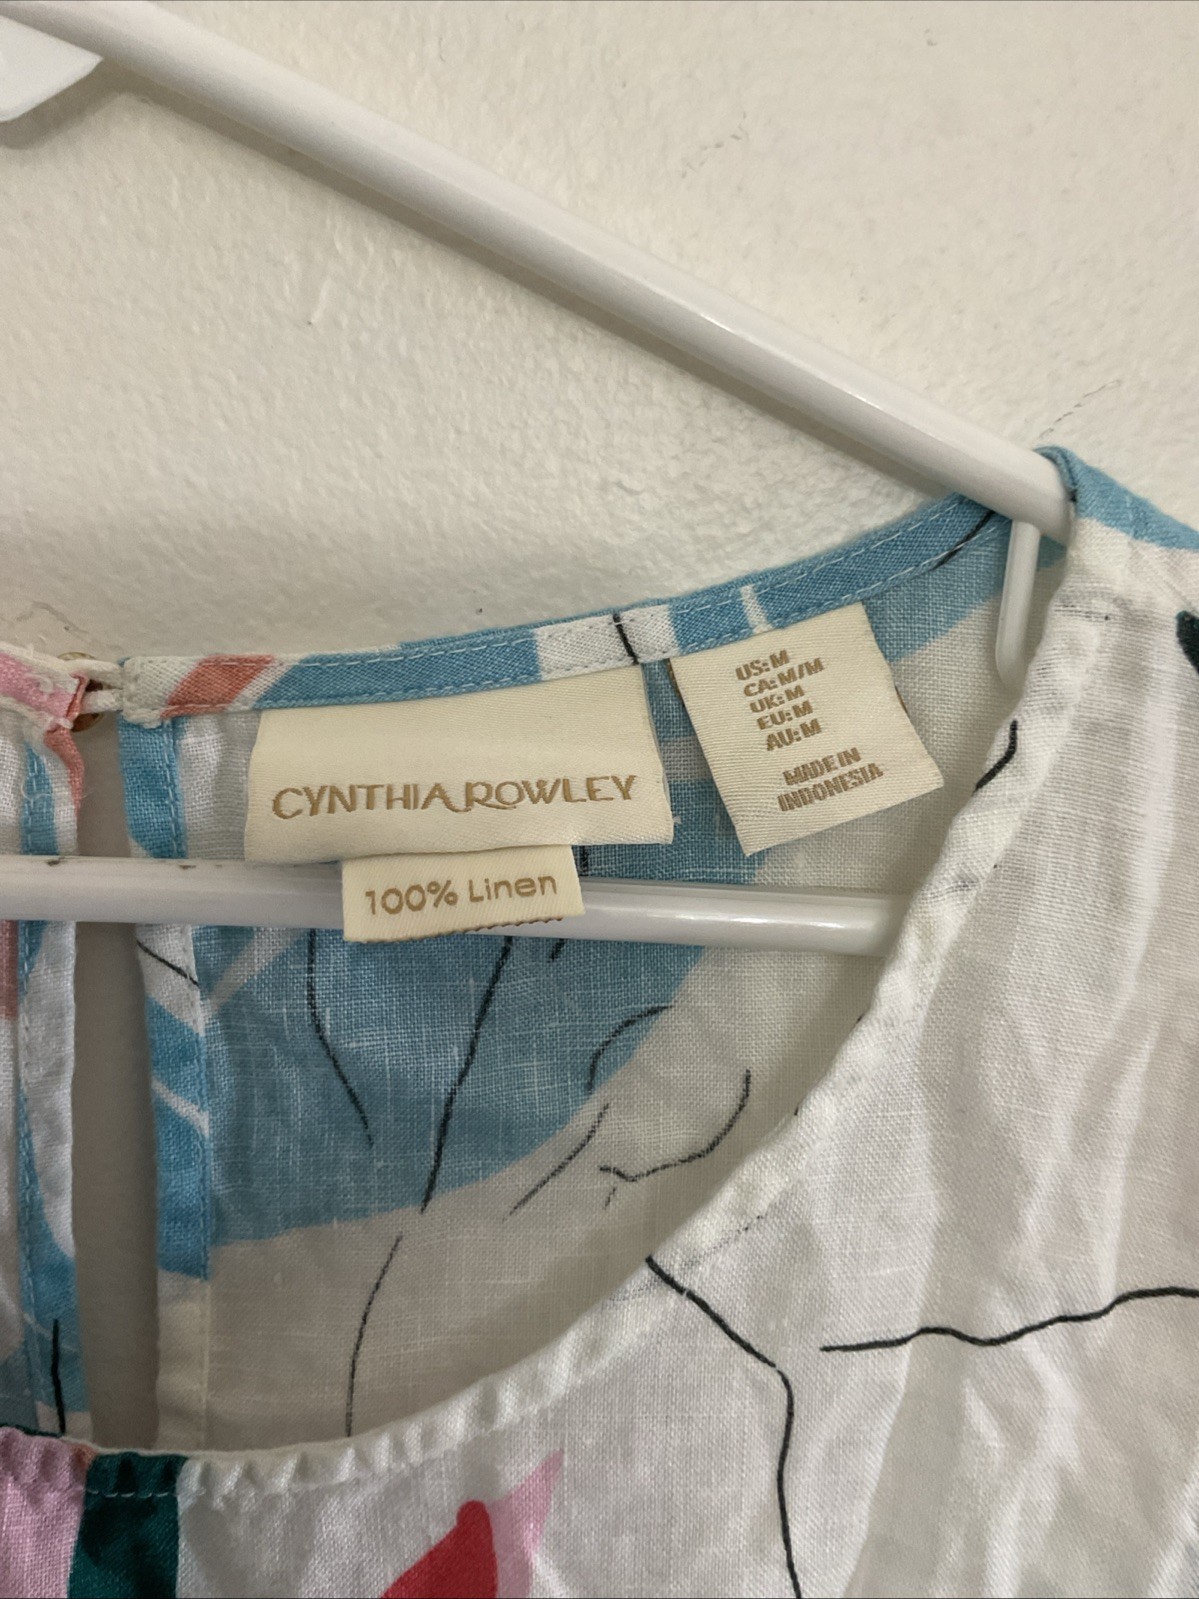 CYNTHIA ROWLEY
100% Linen
US: M
CA: M/M
UK: M
EU: M
AU: M
MADE IN
INDONESIA